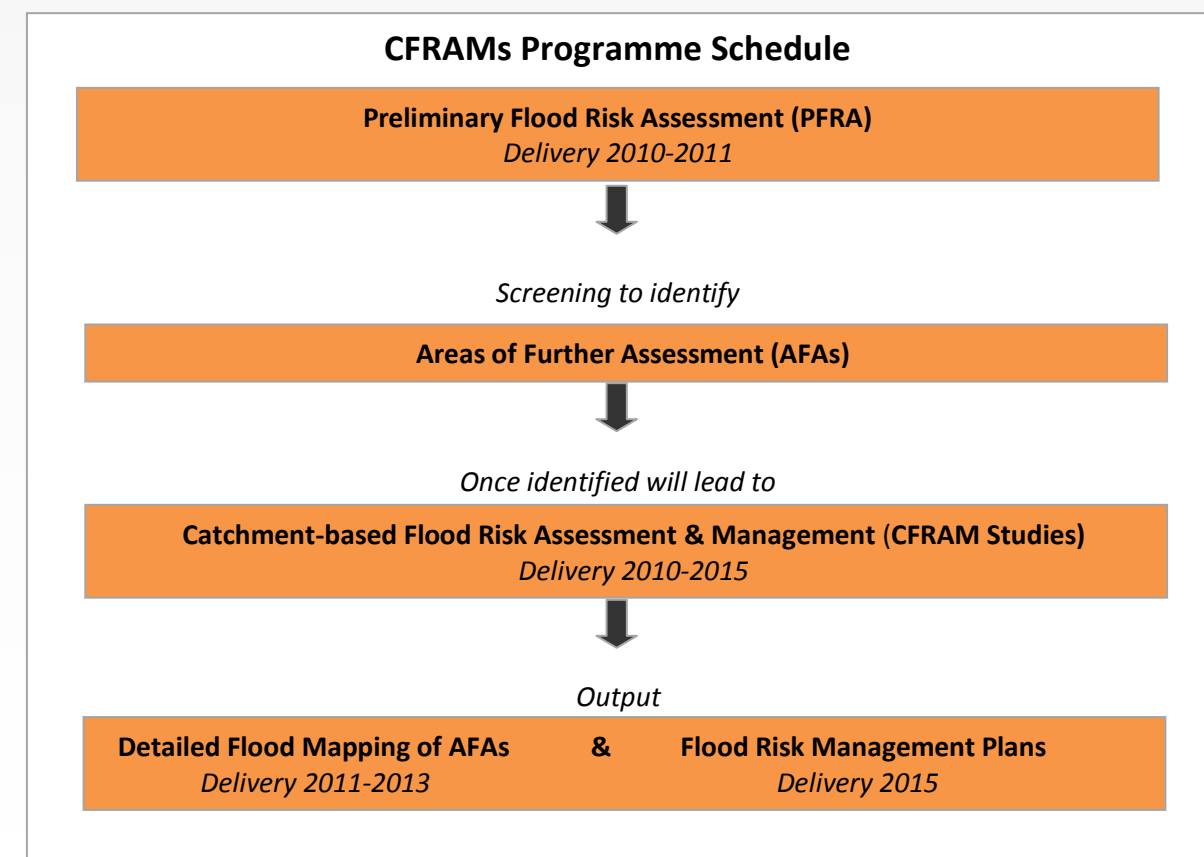 CFRAMs Programme Schedule
Preliminary Flood Risk Assessment (PFRA)
Delivery 2010-2011
Screening to identify
Areas of Further Assessment (AFAs)
Once identified will lead to
Catchment-based Flood Risk Assessment & Management (CFRAM Studies)
Delivery 2010-2015
Output
Detailed Flood Mapping of AFAs & Flood Risk Management Plans
Delivery 2011-2013 Delivery 2015